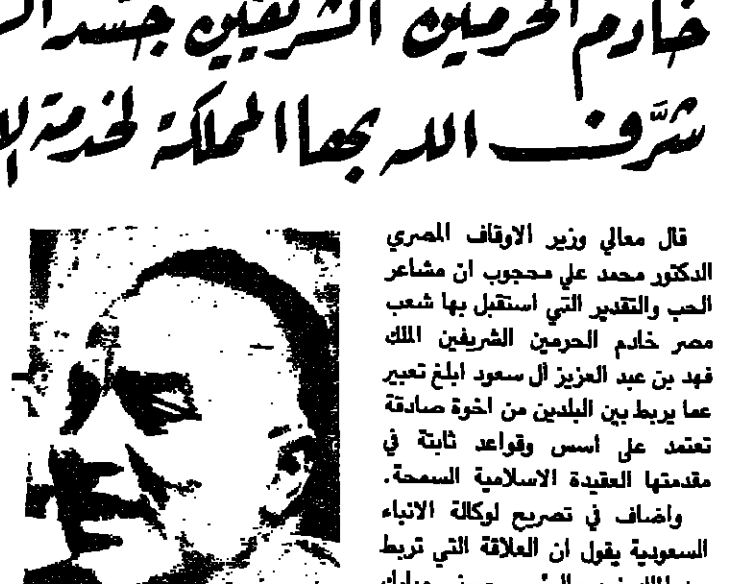 خادم الحرمين الشريفين جسد
شرَّف الله بها المملكة لخدمة
قال معالي وزير الاوقاف المصري
الدكتور محمد علي محجوب ان مشاعر
الحب والتقدير التي استقبل بها شعب
مصر خادم الحرمين الشريفين الملك
فهد بن عبد العزيز آل سعود ابلغ تعبير
عما يربط بين البلدين من اخوة صادقة
تعتمد على اسس وقواعد ثابتة في
مقدمتها العقيدة الاسلامية السمحة.
واضاف في تصريح لوكالة الانباء
السعودية يقول ان العلاقة التي تربط